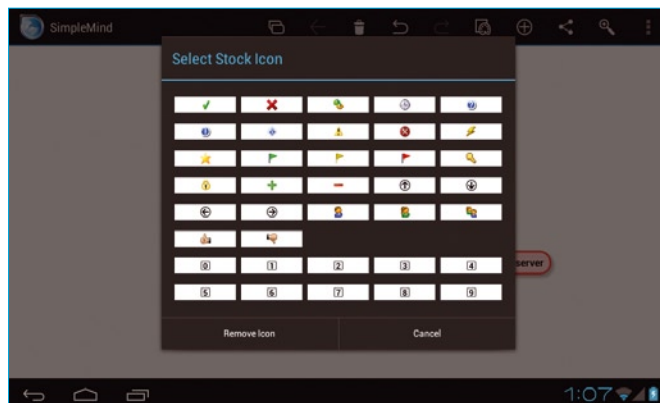 SimpleMind
Select Stock Icon
0 1 2 3 4
5 6 7 8 9
server
Remove Icon Cancel
1:07